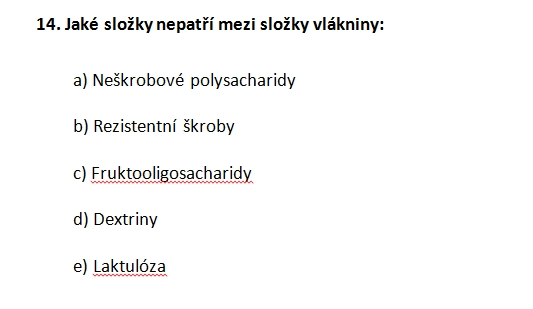 14. Jaké složky nepatří mezi složky vlákniny:
a) Neškrobové polysacharidy
b) Rezistentní škroby
c) Fruktooligosacharidy
d) Dextriny
e) Laktulóza